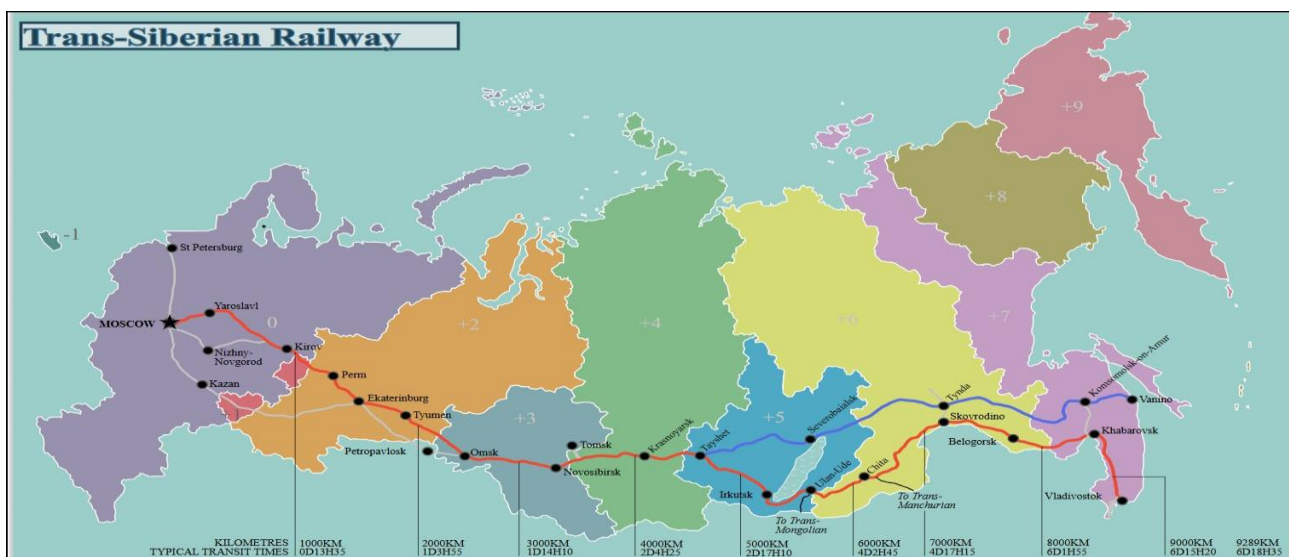 Trans-Siberian Railway
+9
+8
-1
St Petersburg
Yaroslavl
MOSCOW
0
+2
+4
+6
+7
Nizhny-
Novgorod
Kirov
Kazan
Perm
Ekaterinburg
Tyumen
+1
+3
+5
Petropavlosk
Omsk
Tomsk
Novosibirsk
Krasnoyarsk
Tayshet
Severobaialsk
Tynda
Skovrodino
Belogorsk
Komsomolsk-on-Amur
Vanino
Khabarovsk
Irkutsk
Ulan-Ude
Chita
Vladivostok
To Trans-
Manchurian
To Trans-
Mongolian
KILOMETRES 1000KM 2000KM 3000KM 4000KM 5000KM 6000KM 7000KM 8000KM 9000KM 9289KM
TYPICAL TRANSIT TIMES 0D13H35 1D3H55 1D14H10 2D4H25 2D17H10 4D2H45 4D17H15 6D1H55 6D15H20 6D18H35